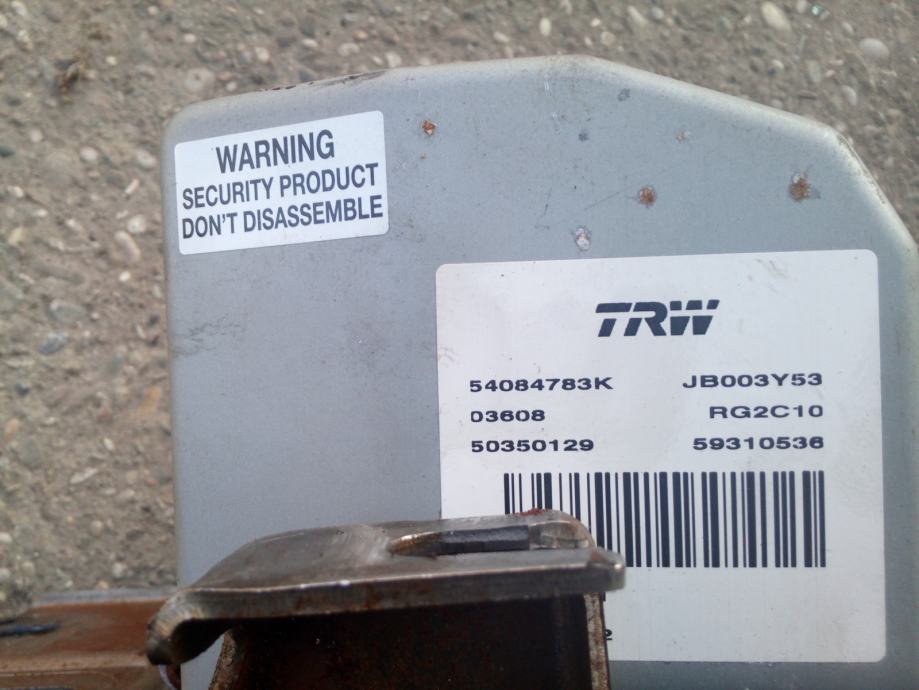 WARNING
SECURITY PRODUCT
DON'T DISASSEMBLE
TRW
54084783K JB003Y53
03608 RG2C10
50350129 59310536